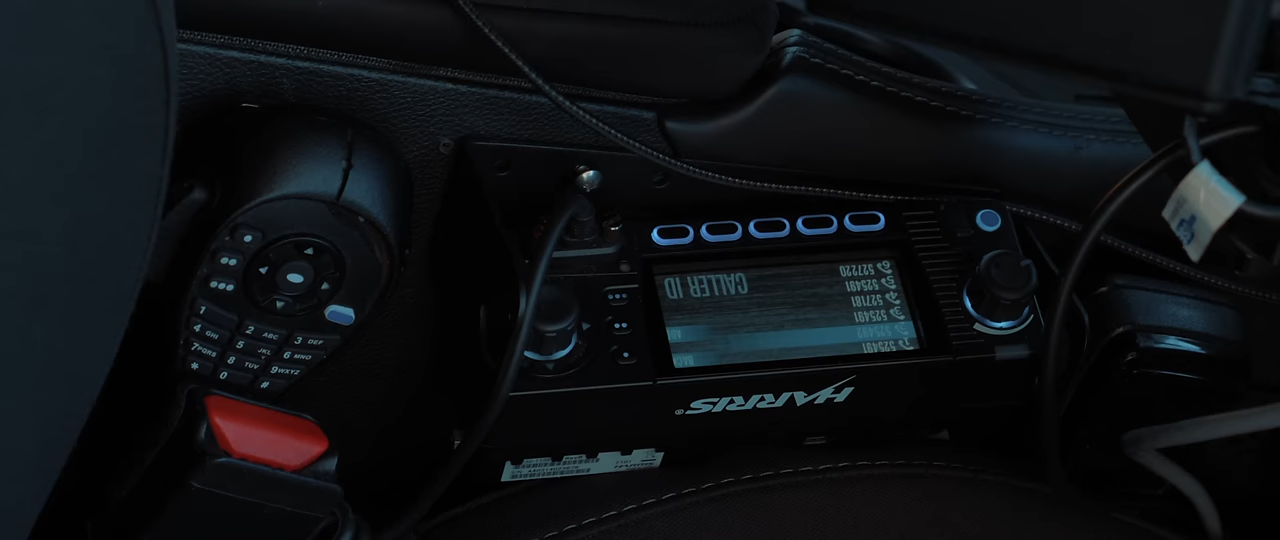 1
2 ABC
3 DEF
4 GHI
5 JKL
6 MNO
7 PQRS
8 TUV
9 WXYZ
*
0
#
HARRIS®
525491
525491
527181
525491
527220
CALLER ID